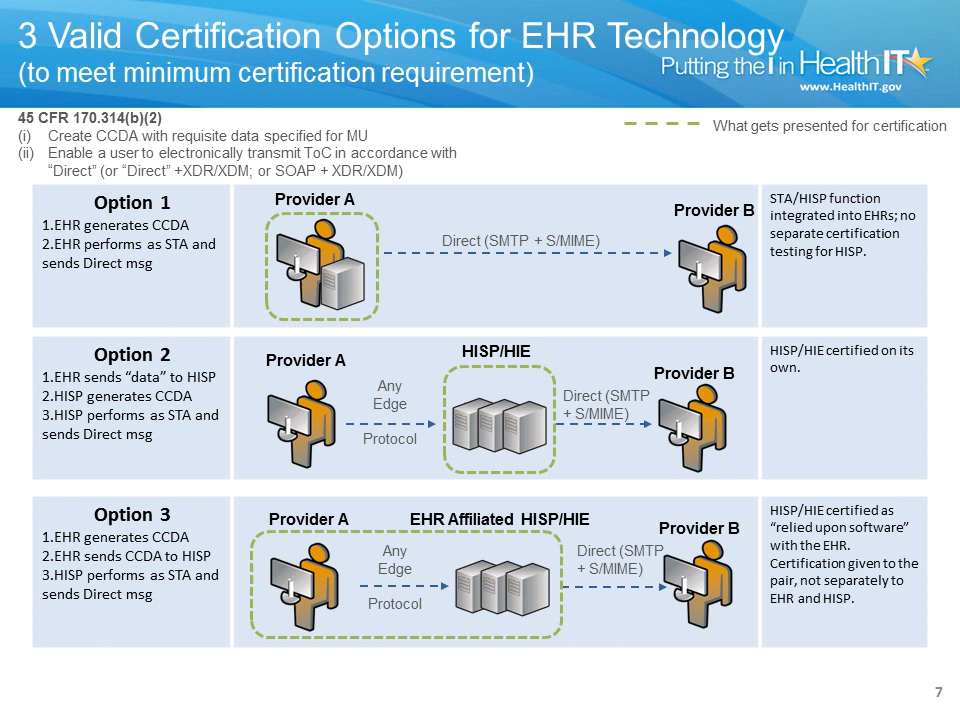 3 Valid Certification Options for EHR Technology
(to meet minimum certification requirement)
Putting the i in HealthIT
www.HealthIT.gov
45 CFR 170.314(b)(2)
(i) Create CCDA with requisite data specified for MU
(ii) Enable a user to electronically transmit ToC in accordance with
“Direct” (or “Direct” +XDR/XDM; or SOAP + XDR/XDM)
What gets presented for certification
Option 1
1.EHR generates CCDA
2.EHR performs as STA and
sends Direct msg
Provider A
Direct (SMTP + S/MIME)
Provider B
STA/HISP function
integrated into EHRs; no
separate certification
testing for HISP.
Option 2
1.EHR sends “data” to HISP
2.HISP generates CCDA
3.HISP performs as STA and
sends Direct msg
Provider A
Any
Edge
Protocol
HISP/HIE
Direct (SMTP
+ S/MIME)
Provider B
HISP/HIE certified on its
own.
Option 3
1.EHR generates CCDA
2.EHR sends CCDA to HISP
3.HISP performs as STA and
sends Direct msg
Provider A
Any
Edge
Protocol
EHR Affiliated HISP/HIE
Direct (SMTP
+ S/MIME)
Provider B
HISP/HIE certified as
“relied upon software”
with the EHR.
Certification given to the
pair, not separately to
EHR and HISP.
7